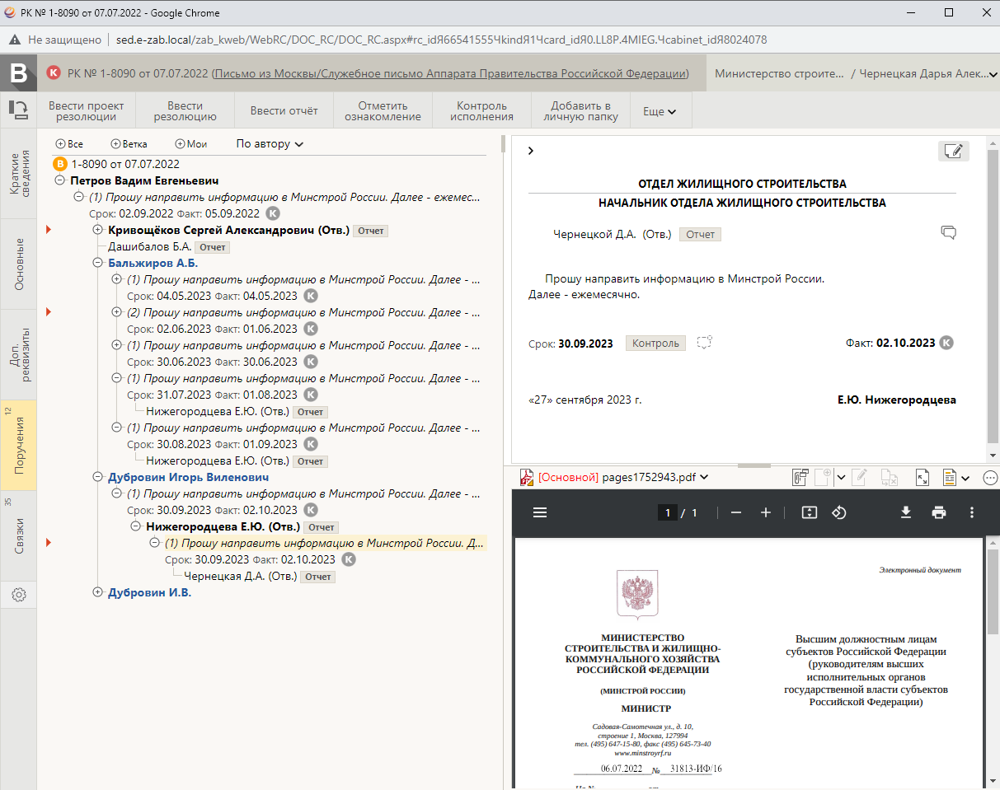 РК № 1-8090 от 07.07.2022 - Google Chrome
Не защищено | sed.e-zab.local/zab_kweb/WebRC/DOC_RC/DOC_RC.aspx#rc_idЯ66541555ЧkindЯ1Чcard_idЯ0.LL8P.4MIEG.Чcabinet_idЯ8024078
В К РК № 1-8090 от 07.07.2022 (Письмо из Москвы/Служебное письмо Аппарата Правительства Российской Федерации) Министерство строите... / Чернецкая Дарья Алек...
Ввести проект резолюции
Ввести резолюцию
Ввести отчёт
Отметить ознакомление
Контроль исполнения
Добавить в личную папку
Еще
Краткие сведения
Основные
Доп. реквизиты
12
Поручения
35
Связки
Все Ветка Мои По автору
В 1-8090 от 07.07.2022
Петров Вадим Евгеньевич
(1) Прошу направить информацию в Минстрой России. Далее - ежемес...
Срок: 02.09.2022 Факт: 05.09.2022 К
Кривощёков Сергей Александрович (Отв.) Отчет
Дашибалов Б.А. Отчет
Бальжиров А.Б.
(1) Прошу направить информацию в Минстрой России. Далее - ...
Срок: 04.05.2023 Факт: 04.05.2023 К
(2) Прошу направить информацию в Минстрой России. Далее - ...
Срок: 02.06.2023 Факт: 01.06.2023 К
(1) Прошу направить информацию в Минстрой России. Далее - ...
Срок: 30.06.2023 Факт: 30.06.2023 К
(1) Прошу направить информацию в Минстрой России. Далее - ...
Срок: 31.07.2023 Факт: 01.08.2023 К
Нижегородцева Е.Ю. (Отв.) Отчет
(1) Прошу направить информацию в Минстрой России. Далее - ...
Срок: 30.08.2023 Факт: 01.09.2023 К
Нижегородцева Е.Ю. (Отв.) Отчет
Дубровин Игорь Виленович
(1) Прошу направить информацию в Минстрой России. Далее - ...
Срок: 30.09.2023 Факт: 02.10.2023 К
Нижегородцева Е.Ю. (Отв.) Отчет
(1) Прошу направить информацию в Минстрой России. Д...
Срок: 30.09.2023 Факт: 02.10.2023 К
Чернецкая Д.А. (Отв.) Отчет
Дубровин И.В.
ОТДЕЛ ЖИЛИЩНОГО СТРОИТЕЛЬСТВА
НАЧАЛЬНИК ОТДЕЛА ЖИЛИЩНОГО СТРОИТЕЛЬСТВА
Чернецкой Д.А. (Отв.) Отчет
Прошу направить информацию в Минстрой России.
Далее - ежемесячно.
Срок: 30.09.2023 Контроль Факт: 02.10.2023 К
«27» сентября 2023 г. Е.Ю. Нижегородцева
[Основной] pages1752943.pdf
1 / 1
Электронный документ
МИНИСТЕРСТВО
СТРОИТЕЛЬСТВА И ЖИЛИЩНО-
КОММУНАЛЬНОГО ХОЗЯЙСТВА
РОССИЙСКОЙ ФЕДЕРАЦИИ
(МИНСТРОЙ РОССИИ)
МИНИСТР
Садовая-Самотечная ул., д. 10,
строение 1, Москва, 127994
тел. (495) 647-15-80, факс (495) 645-73-40
www.minstroyrf.ru
06.07.2022 № 31813-ИФ/16
Высшим должностным лицам
субъектов Российской Федерации
(руководителям высших
исполнительных органов
государственной власти субъектов
Российской Федерации)